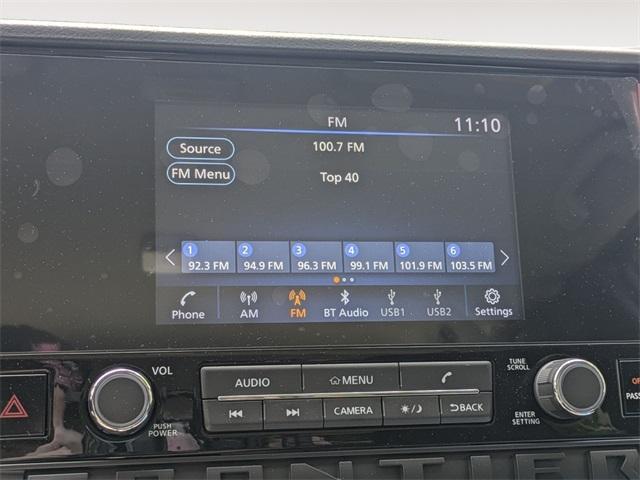 FM
11:10
Source
100.7 FM
FM Menu
Top 40
1 2 3 4 5 6
92.3 FM 94.9 FM 96.3 FM 99.1 FM 101.9 FM 103.5 FM
Phone AM FM BT Audio USB1 USB2 Settings
VOL
AUDIO MENU
TUNE
SCROLL
PUSH
POWER
CAMERA BACK
ENTER
SETTING
PASS